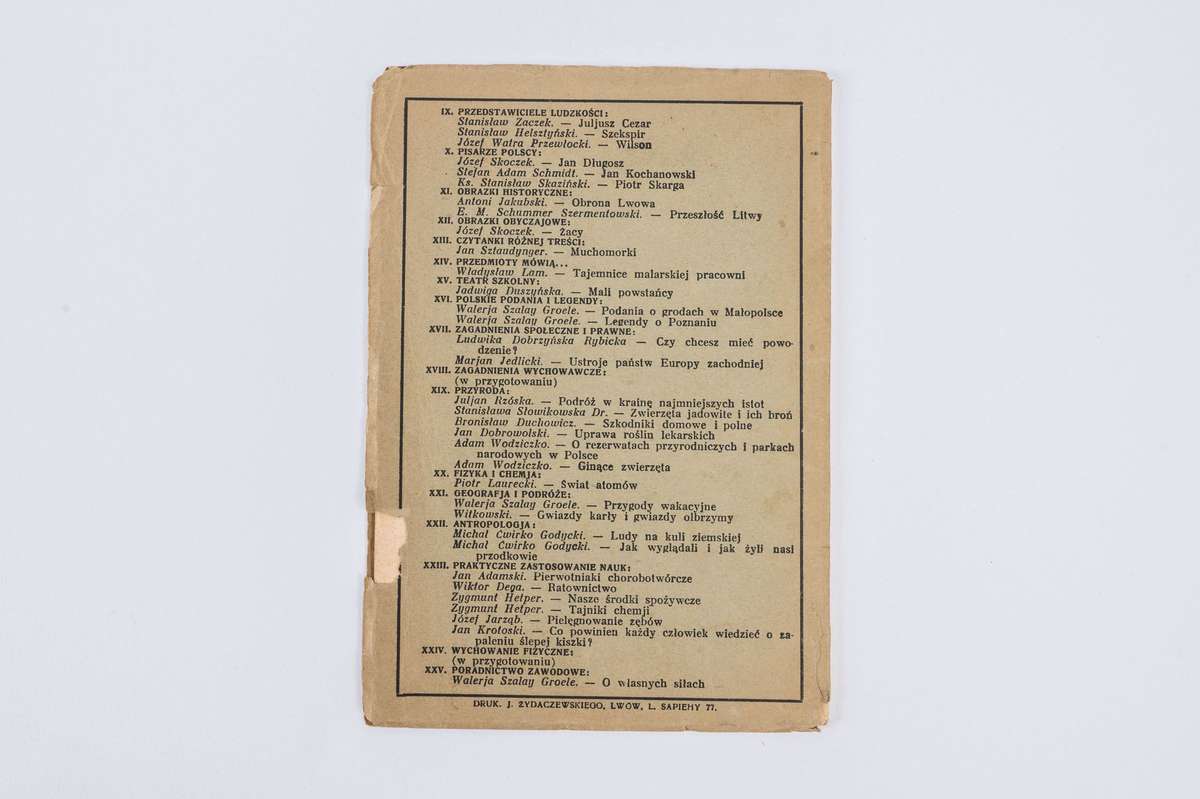 IX. PRZEDSTAWICIELE LUDZKOŚCI:
Stanisław Zaczek. — Juljusz Cezar
Stanisław Helsztyński. — Szekspir
Józef Watra Przewłocki. — Wilson
X. PISARZE POLSCY:
Józef Skoczek. — Jan Długosz
Stefan Adam Schmidt. — Jan Kochanowski
Ks. Stanisław Skaziński. — Piotr Skarga
XI. OBRAZKI HISTORYCZNE:
Antoni Jakubski. — Obrona Lwowa
E. M. Schummer Szermentowski. — Przeszłość Litwy
XII. OBRAZKI OBYCZAJOWE:
Józef Skoczek. — Żacy
XIII. CZYTANKI RÓŻNEJ TREŚCI:
Jan Sztaudynger. — Muchomorki
XIV. PRZEDMIOTY MÓWIĄ...
Władysław Lam. — Tajemnice malarskiej pracowni
XV. TEATR SZKOLNY:
Jadwiga Duszyńska. — Mali powstańcy
XVI. POLSKIE PODANIA I LEGENDY:
Walerja Szalay Groele. — Podania o grodach w Małopolsce
Walerja Szalay Groele. — Legendy o Poznaniu
XVII. ZAGADNIENIA SPOŁECZNE I PRAWNE:
Ludwika Dobrzyńska Rybicka — Czy chcesz mieć powo-
dzenie?
Marjan Jedlicki. — Ustroje państw Europy zachodniej
XVIII. ZAGADNIENIA WYCHOWAWCZE:
(w przygotowaniu)
XIX. PRZYRODA:
Juljan Rzóska. — Podróż w krainę najmniejszych istot
Stanisława Słowikowska Dr. — Zwierzęta jadowite i ich broń
Bronisław Duchowicz. — Szkodniki domowe i polne
Jan Dobrowolski. — Uprawa roślin lekarskich
Adam Wodziczko. — O rezerwatach przyrodniczych i parkach
narodowych w Polsce
Adam Wodziczko. — Ginące zwierzęta
XX. FIZYKA I CHEMJA:
Piotr Laurecki. — Świat atomów
XXI. GEOGRAFJA I PODRÓŻE:
Walerja Szalay Groele. — Przygody wakacyjne
Witkowski. — Gwiazdy karły i gwiazdy olbrzymy
XXII. ANTROPOLOGJA:
Michał Ćwirko Godycki. — Ludy na kuli ziemskiej
Michał Ćwirko Godycki. — Jak wyglądali i jak żyli nasi
przodkowie
XXIII. PRAKTYCZNE ZASTOSOWANIE NAUK:
Jan Adamski. Pierwotniaki chorobotwórcze
Wiktor Dega. — Ratownictwo
Zygmunt Hetper. — Nasze środki spożywcze
Zygmunt Hetper. — Tajniki chemji
Józef Jarząb. — Pielęgnowanie zębów
Jan Krotoski. — Co powinien każdy człowiek wiedzieć o za-
paleniu ślepej kiszki?
XXIV. WYCHOWANIE FIZYCZNE:
(w przygotowaniu)
XXV. PORADNICTWO ZAWODOWE:
Walerja Szalay Groele. — O własnych siłach
DRUK. J. ŻYDACZEWSKIEGO, LWÓW, L. SAPIEHY 77.